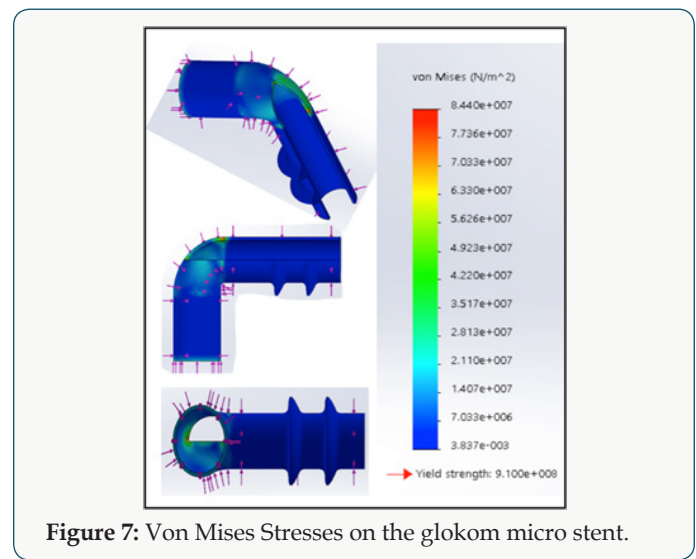 von Mises (N/m^2)
8.440e+007
7.736e+007
7.033e+007
6.330e+007
5.626e+007
4.923e+007
4.220e+007
3.517e+007
2.813e+007
2.110e+007
1.407e+007
7.033e+006
3.837e-003
Yield strength: 9.100e+008
Figure 7: Von Mises Stresses on the glokom micro stent.